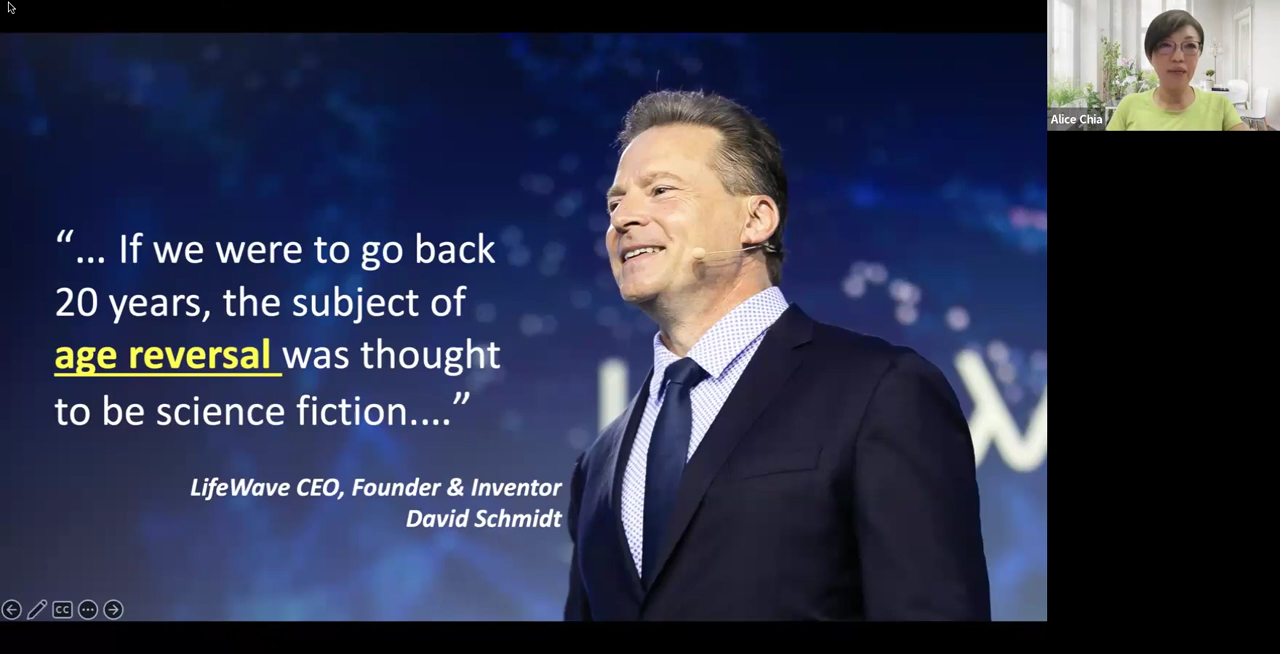 “... If we were to go back
20 years, the subject of
age reversal was thought
to be science fiction....”
LifeWave CEO, Founder & Inventor
David Schmidt
Alice Chia
CC